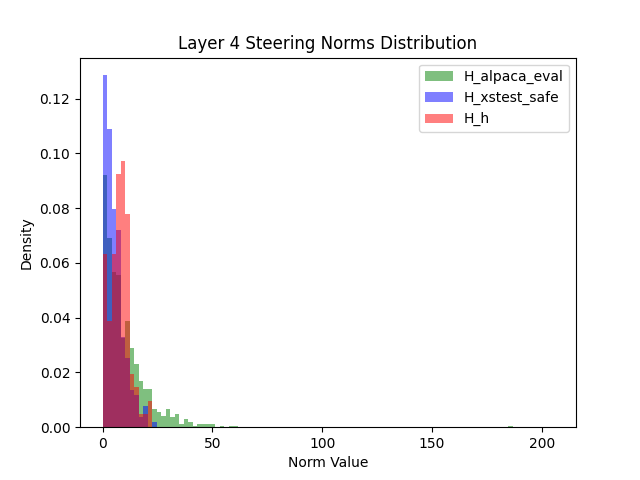 Layer 4 Steering Norms Distribution
H_alpaca_eval
H_xstest_safe
H_h
Density
0.12
0.10
0.08
0.06
0.04
0.02
0.00
0
50
100
150
200
Norm Value